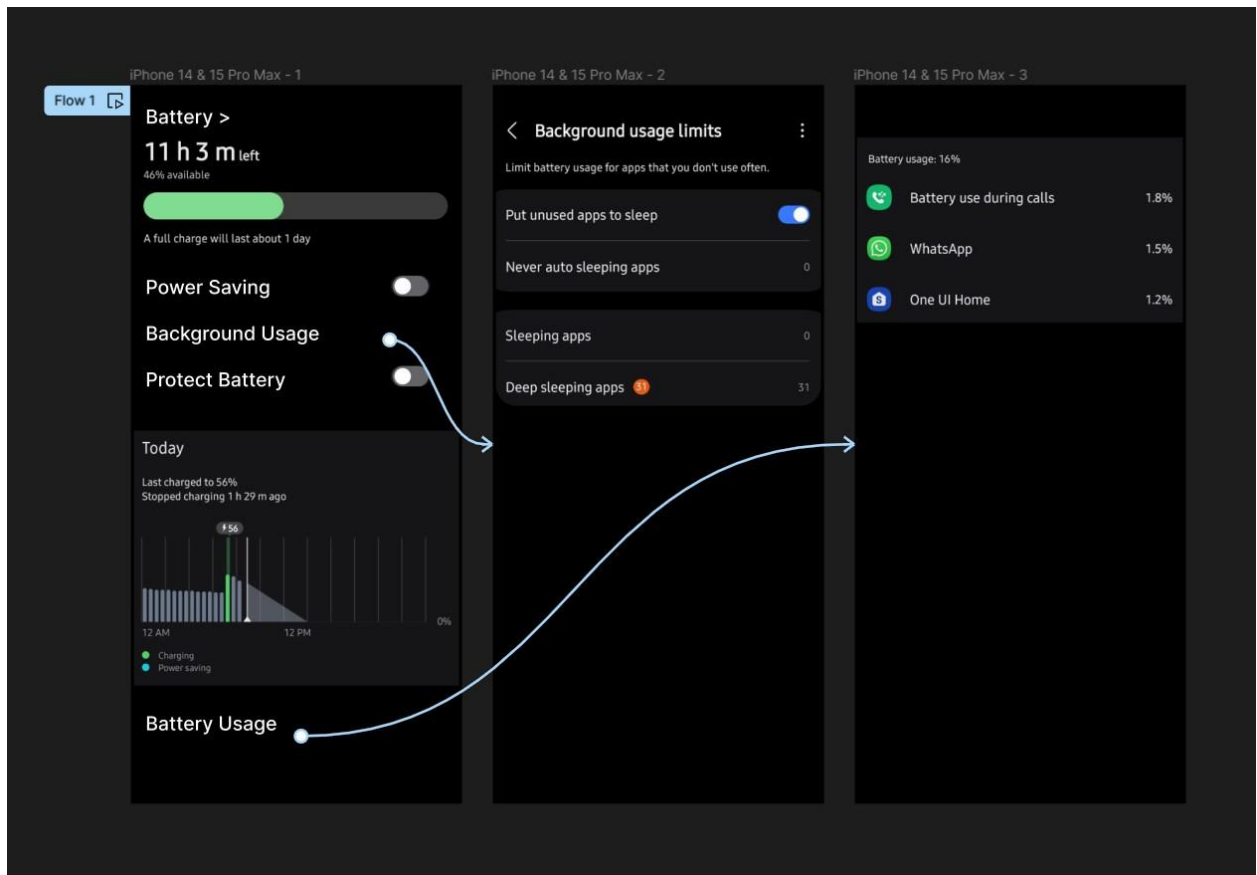 iPhone 14 & 15 Pro Max - 1
Flow 1
Battery >
11 h 3 m left
46% available
A full charge will last about 1 day
Power Saving
Background Usage
Protect Battery
Today
Last charged to 56%
Stopped charging 1 h 29 m ago
56
0%
12 AM 12 PM
Charging
Power saving
Battery Usage
iPhone 14 & 15 Pro Max - 2
Background usage limits
Limit battery usage for apps that you don't use often.
Put unused apps to sleep
Never auto sleeping apps 0
Sleeping apps 0
Deep sleeping apps 31 31
iPhone 14 & 15 Pro Max - 3
Battery usage: 16%
Battery use during calls 1.8%
WhatsApp 1.5%
S One UI Home 1.2%